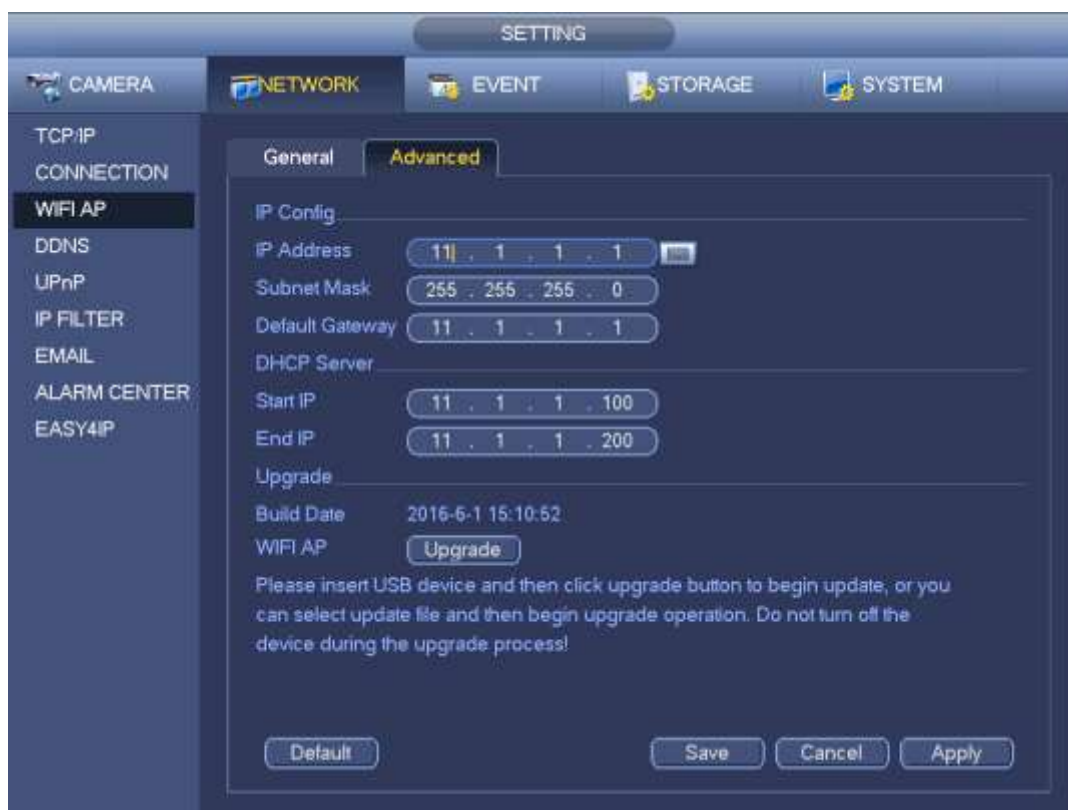 SETTING
CAMERA NETWORK EVENT STORAGE SYSTEM
TCP/IP
CONNECTION
WIFI AP
DDNS
UPnP
IP FILTER
EMAIL
ALARM CENTER
EASY4IP
General Advanced
IP Config
IP Address 11 . 1 . 1 . 1
Subnet Mask 255 . 255 . 255 . 0
Default Gateway 11 . 1 . 1 . 1
DHCP Server
Start IP 11 . 1 . 1 . 100
End IP 11 . 1 . 1 . 200
Upgrade
Build Date 2016-6-1 15:10:52
WIFI AP Upgrade
Please insert USB device and then click upgrade button to begin update, or you
can select update file and then begin upgrade operation. Do not turn off the
device during the upgrade process!
Default Save Cancel Apply